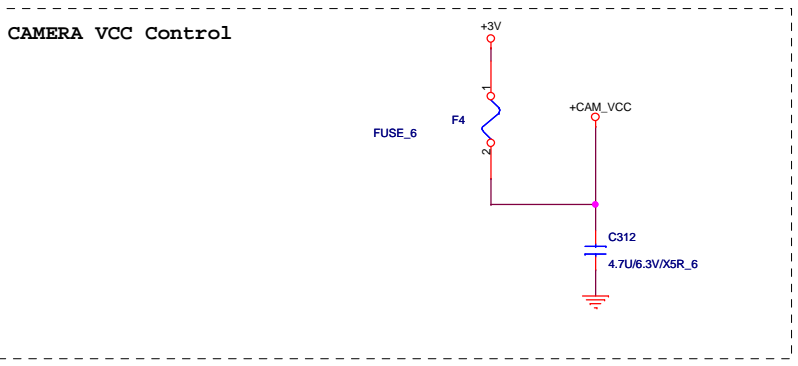 CAMERA VCC Control
+3V
1
F4
FUSE_6
2
+CAM_VCC
C312
4.7U/6.3V/X5R_6